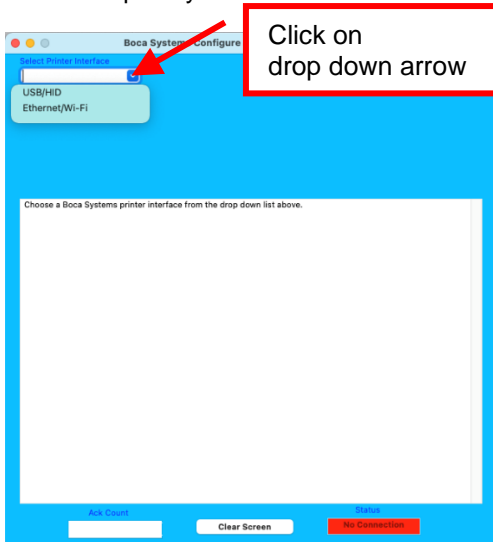 Click on
drop down arrow
Boca Systems Configure
Select Printer Interface
USB/HID
Ethernet/Wi-Fi
Choose a Boca Systems printer interface from the drop down list above.
Ack Count
Status
Clear Screen
No Connection